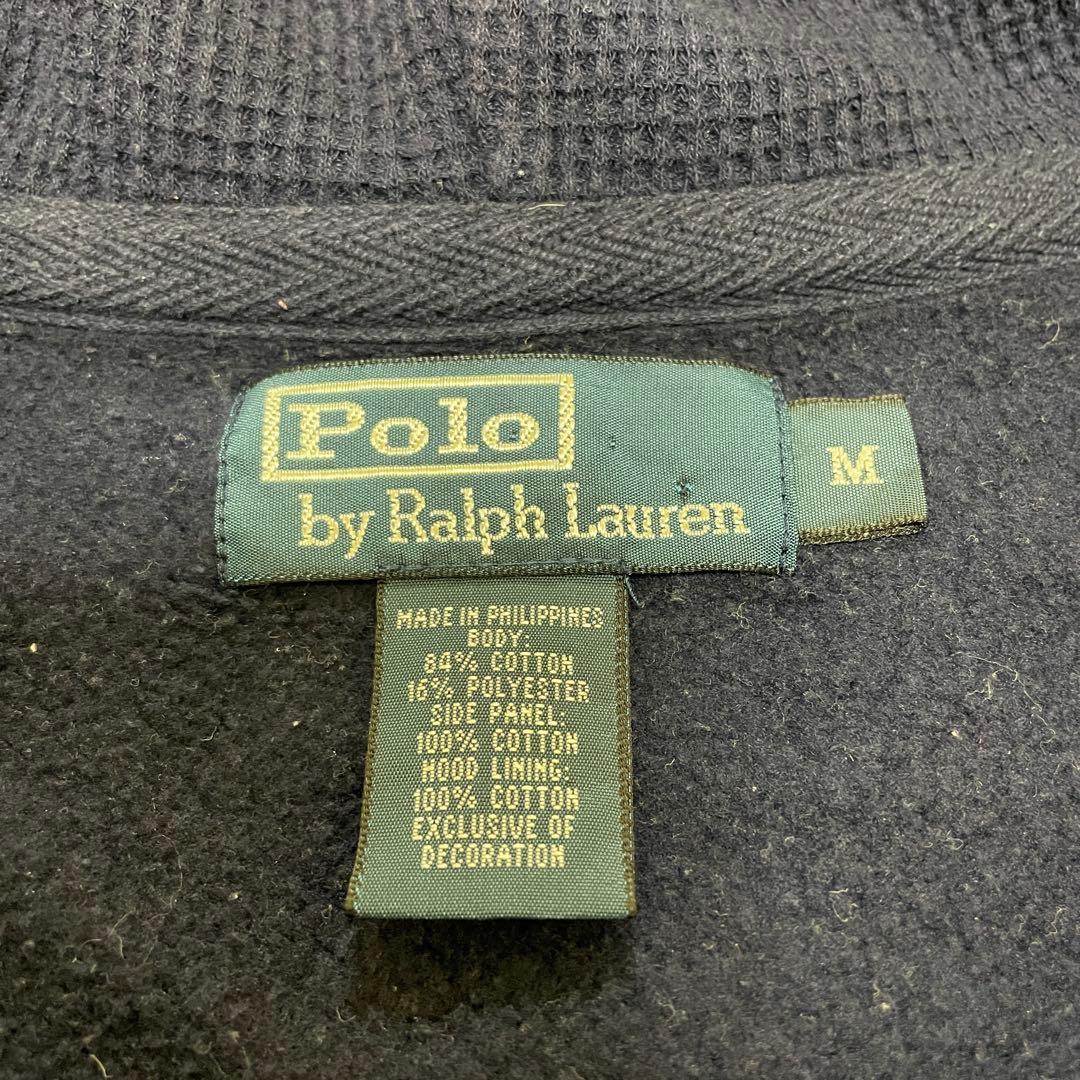 Polo
by Ralph Lauren
M
MADE IN PHILIPPINES
BODY:
84% COTTON
16% POLYESTER
SIDE PANEL:
100% COTTON
HOOD LINING:
100% COTTON
EXCLUSIVE OF
DECORATION